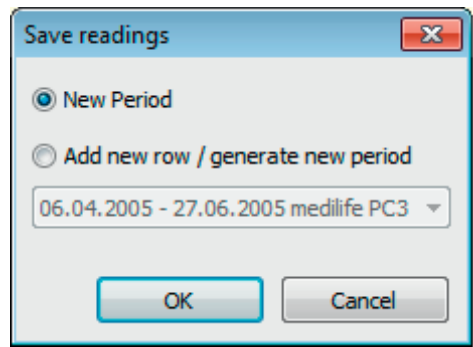 Save readings
New Period
Add new row / generate new period
06.04.2005 - 27.06.2005 medilife PC3
OK
Cancel